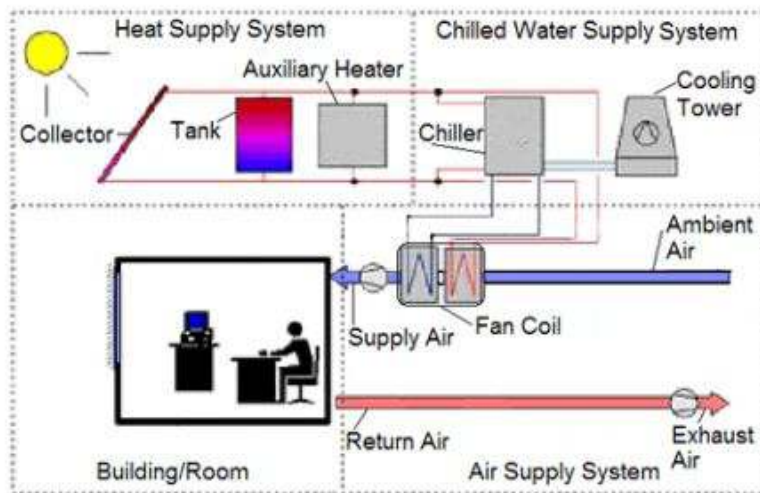 Heat Supply System
Chilled Water Supply System
Auxiliary Heater
Cooling
Tower
Collector
Tank
Chiller
Ambient
Air
Supply Air
Fan Coil
Return Air
Exhaust
Air
Building/Room
Air Supply System